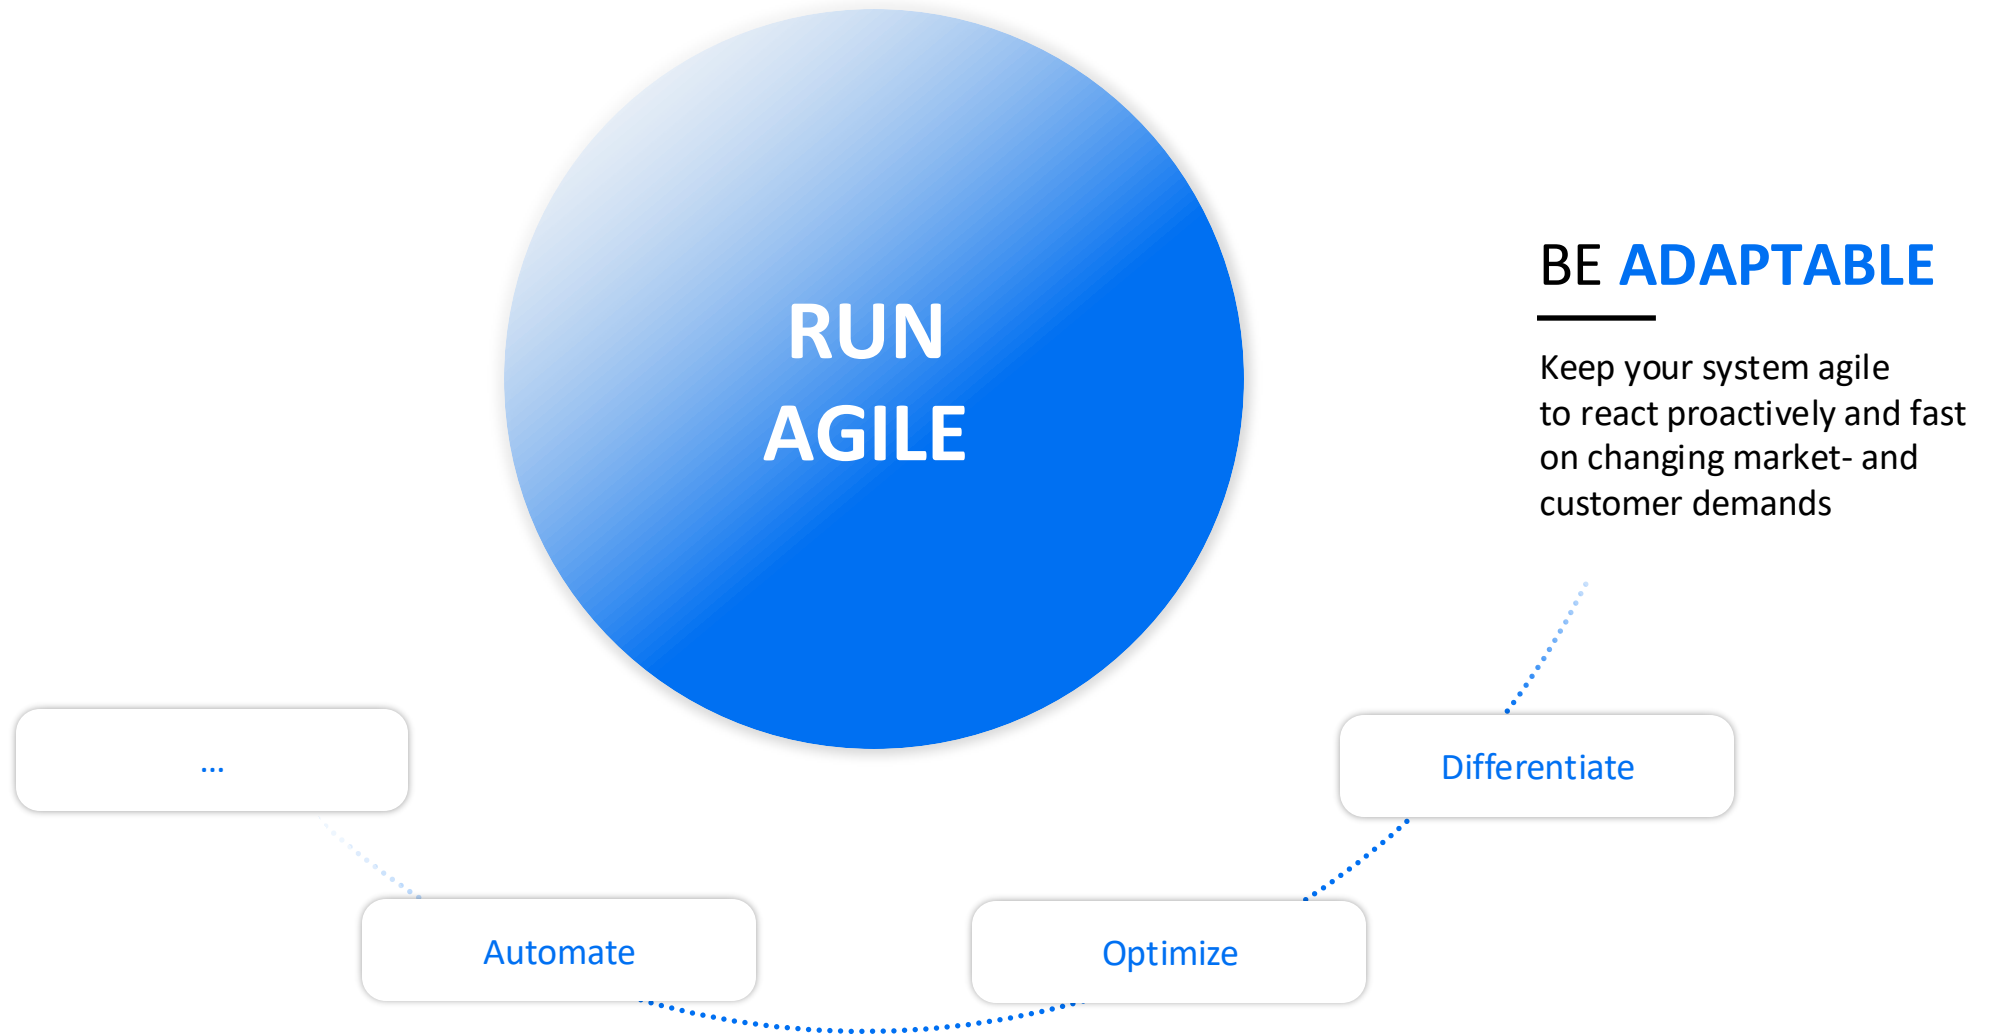 RUN
AGILE
BE ADAPTABLE
Keep your system agile
to react proactively and fast
on changing market- and
customer demands
...
Differentiate
Automate
Optimize